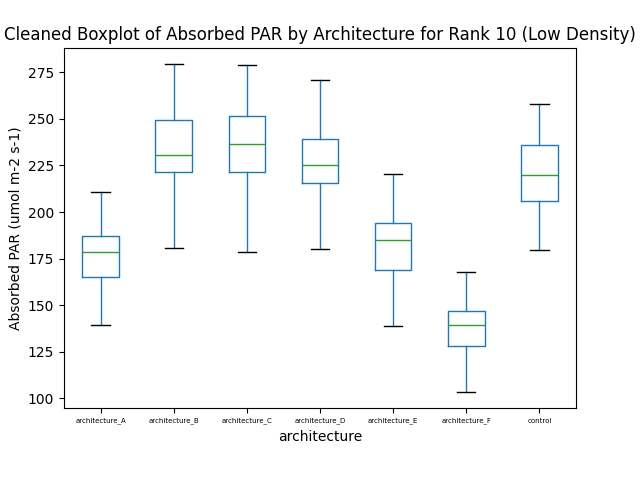 Cleaned Boxplot of Absorbed PAR by Architecture for Rank 10 (Low Density)
Absorbed PAR (umol m-2 s-1)
275
250
225
200
175
150
125
100
architecture_A architecture_B architecture_C architecture_D architecture_E architecture_F control
architecture